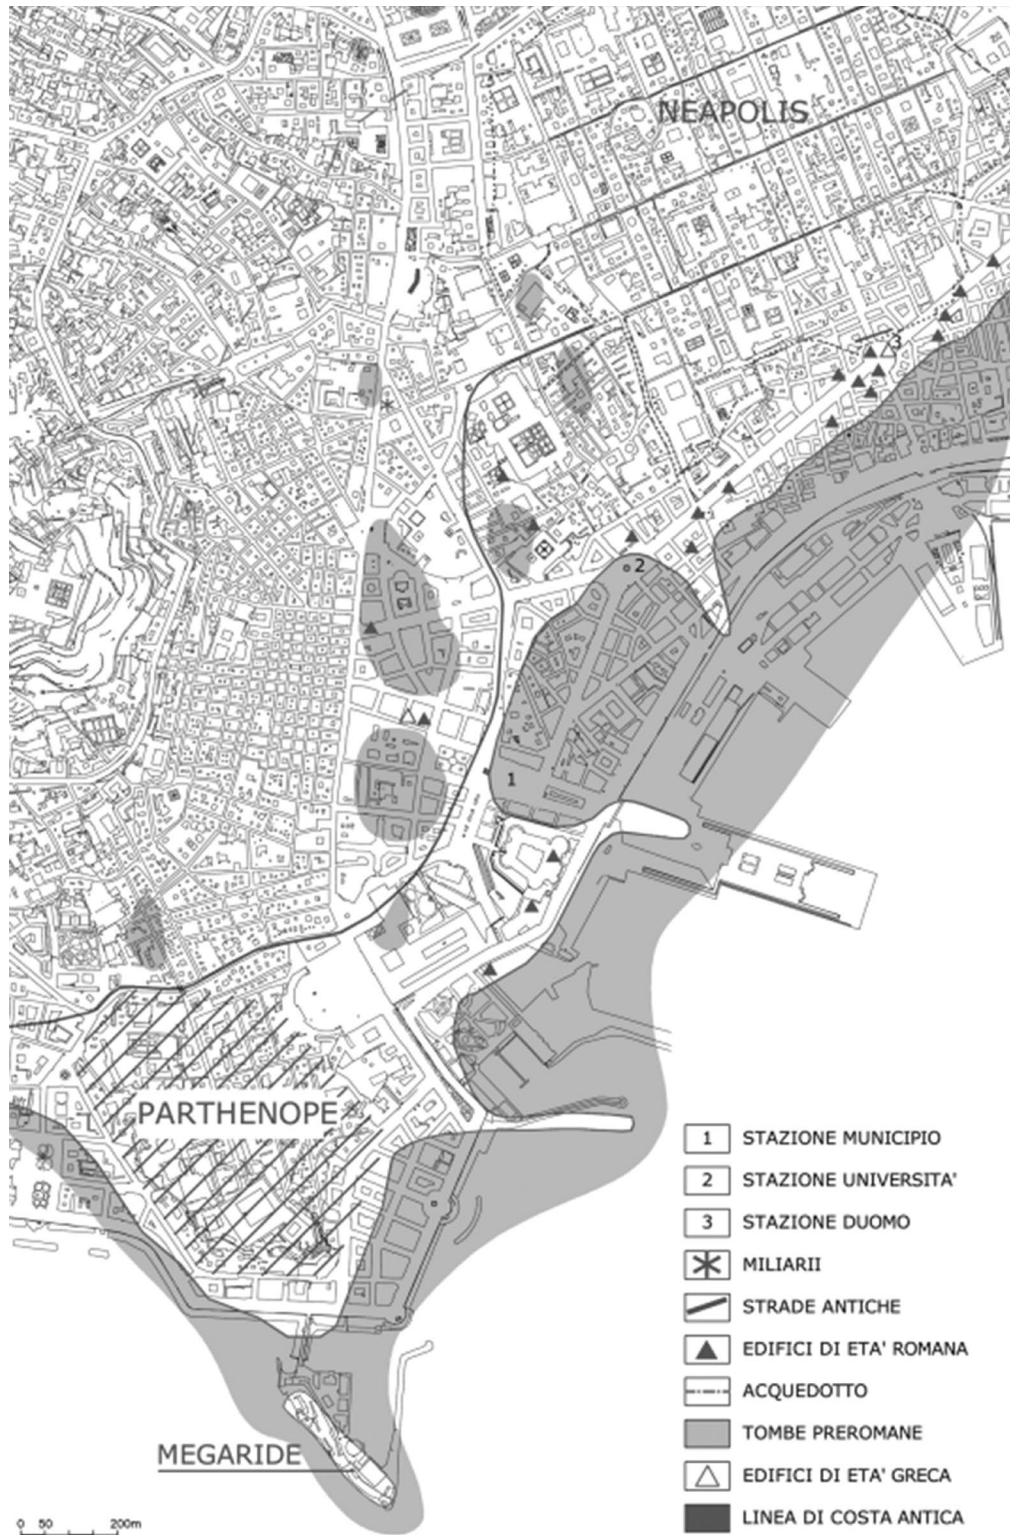 NEAPOLIS
3
2
1
PARTHENOPE
MEGARIDE
1 STAZIONE MUNICIPIO
2 STAZIONE UNIVERSITA'
3 STAZIONE DUOMO
MILIARII
STRADE ANTICHE
EDIFICI DI ETA' ROMANA
ACQUEDOTTO
TOMBE PREROMANE
EDIFICI DI ETA' GRECA
LINEA DI COSTA ANTICA
0 50 200m